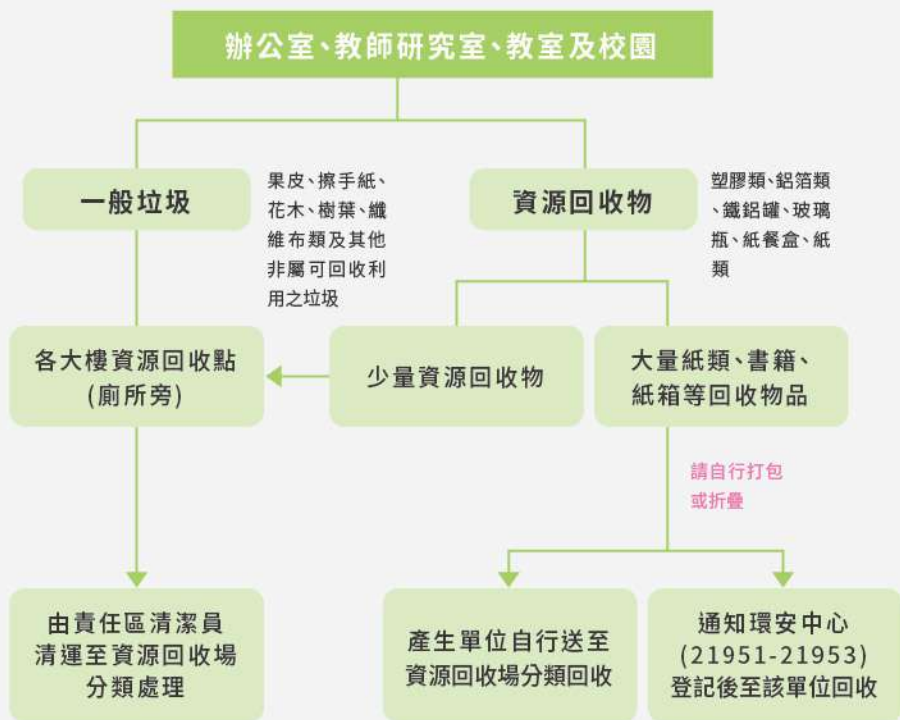 辦公室、教師研究室、教室及校園
一般垃圾
果皮、擦手紙、
花木、樹葉、纖
維布類及其他
非屬可回收利
用之垃圾
資源回收物
塑膠類、鋁箔類
、鐵鋁罐、玻璃
瓶、紙餐盒、紙
類
各大樓資源回收點
(廁所旁)
少量資源回收物
大量紙類、書籍、
紙箱等回收物品
請自行打包
或折疊
由責任區清潔員
清運至資源回收場
分類處理
產生單位自行送至
資源回收場分類回收
通知環安中心
(21951-21953)
登記後至該單位回收